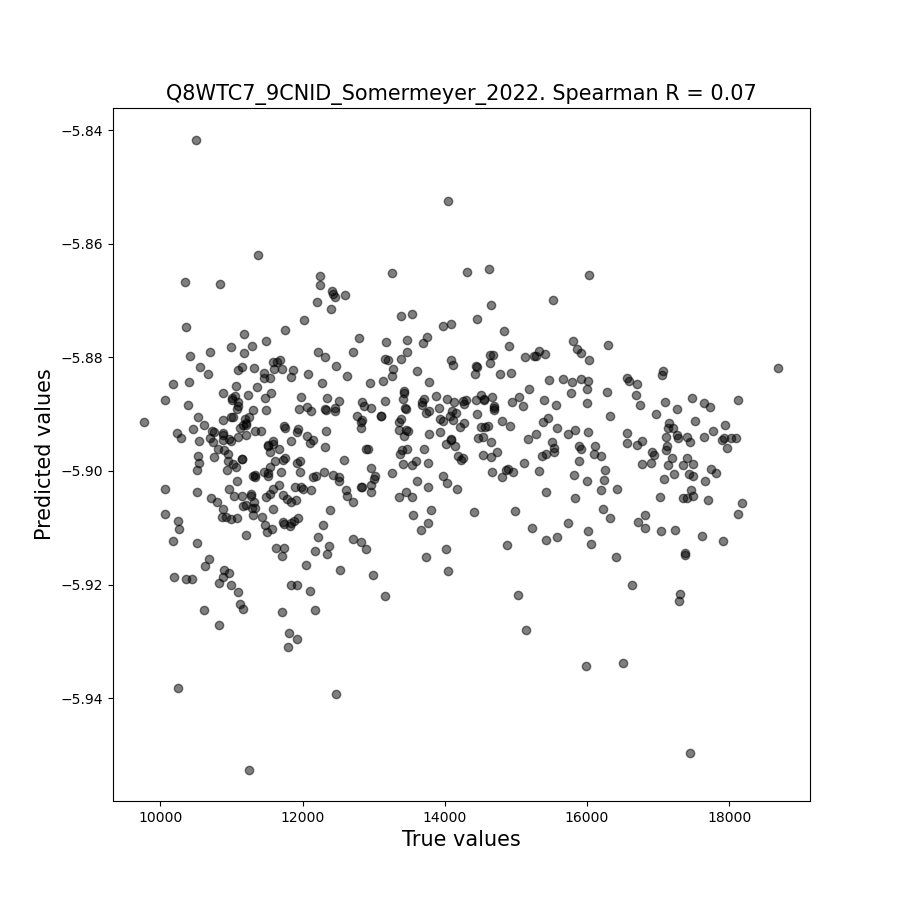 Q8WTC7_9CNID_Somermeyer_2022. Spearman R = 0.07
−5.84
−5.86
−5.88
−5.90
−5.92
−5.94
Predicted values
10000 12000 14000 16000 18000
True values